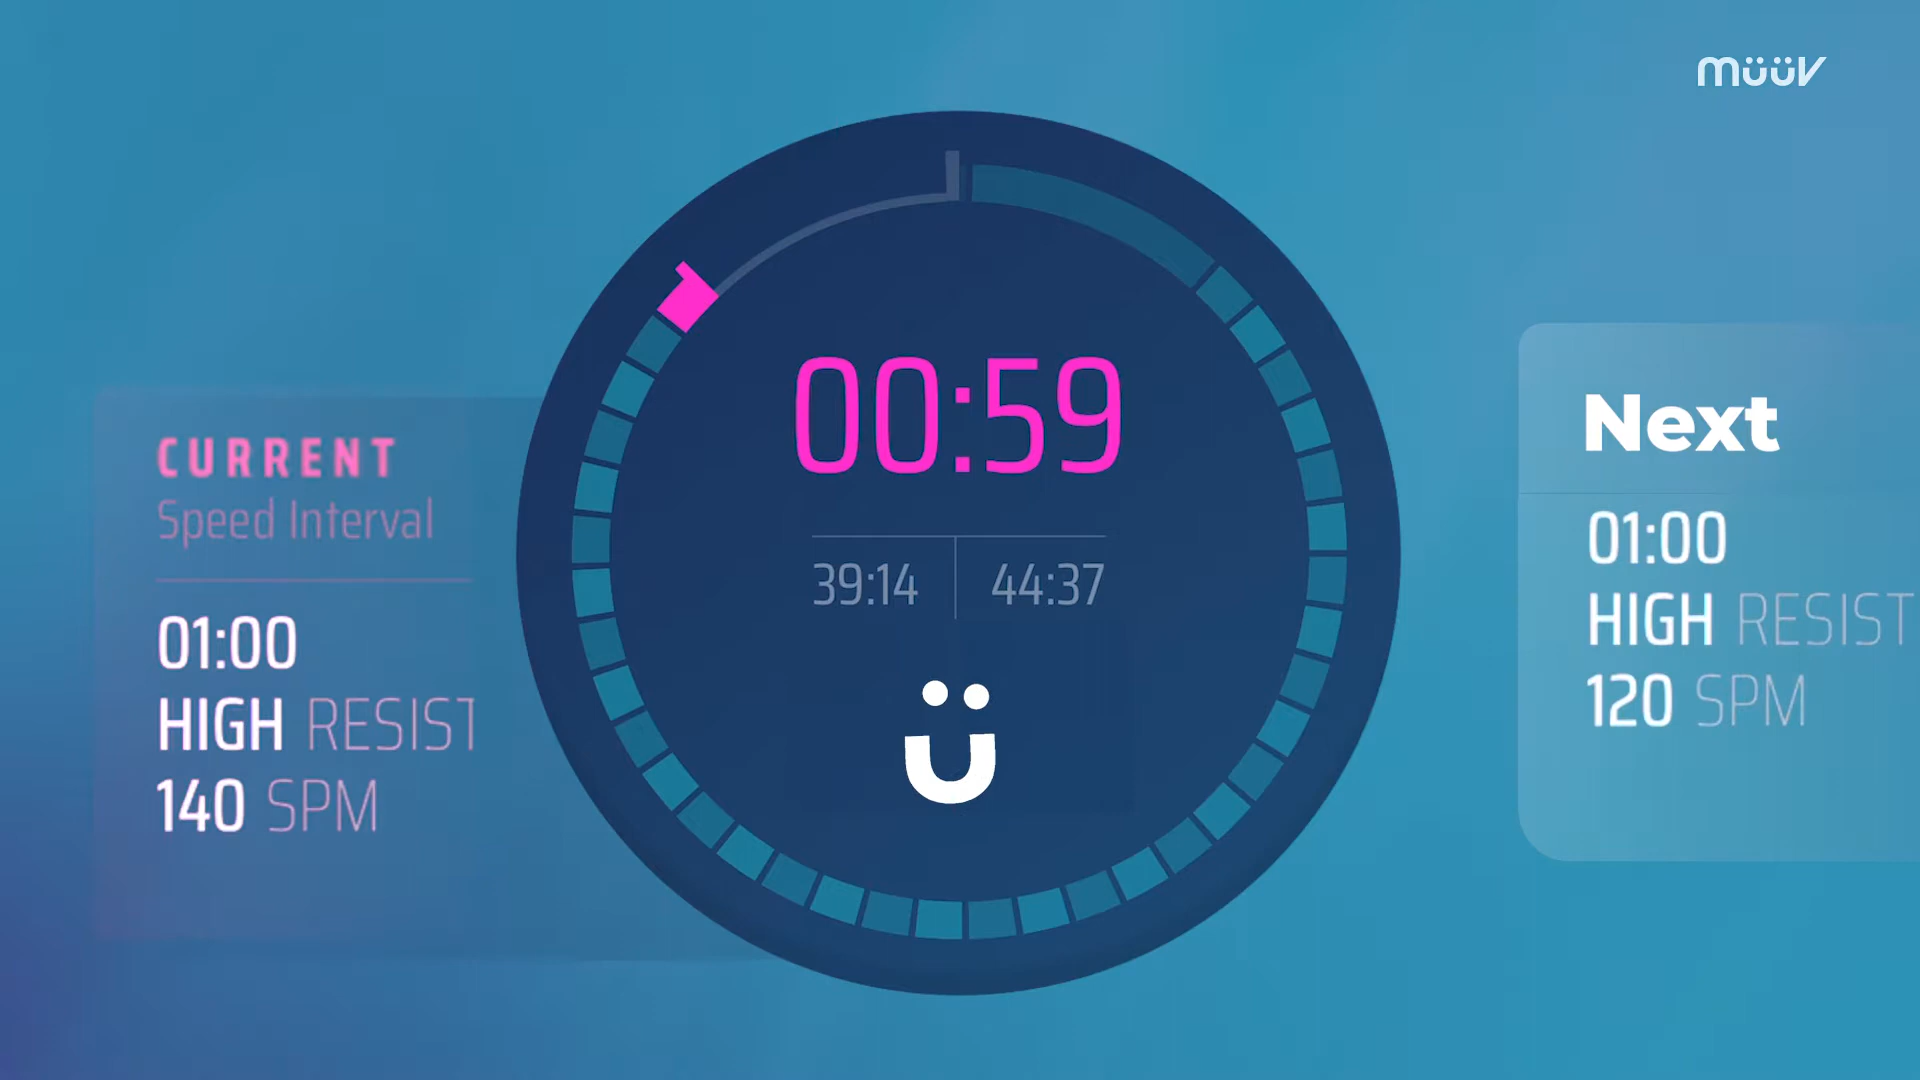 müüv
CURRENT
Speed Interval
01:00
HIGH RESIST
140 SPM
00:59
39:14 44:37
ü
Next
01:00
HIGH RESIST
120 SPM